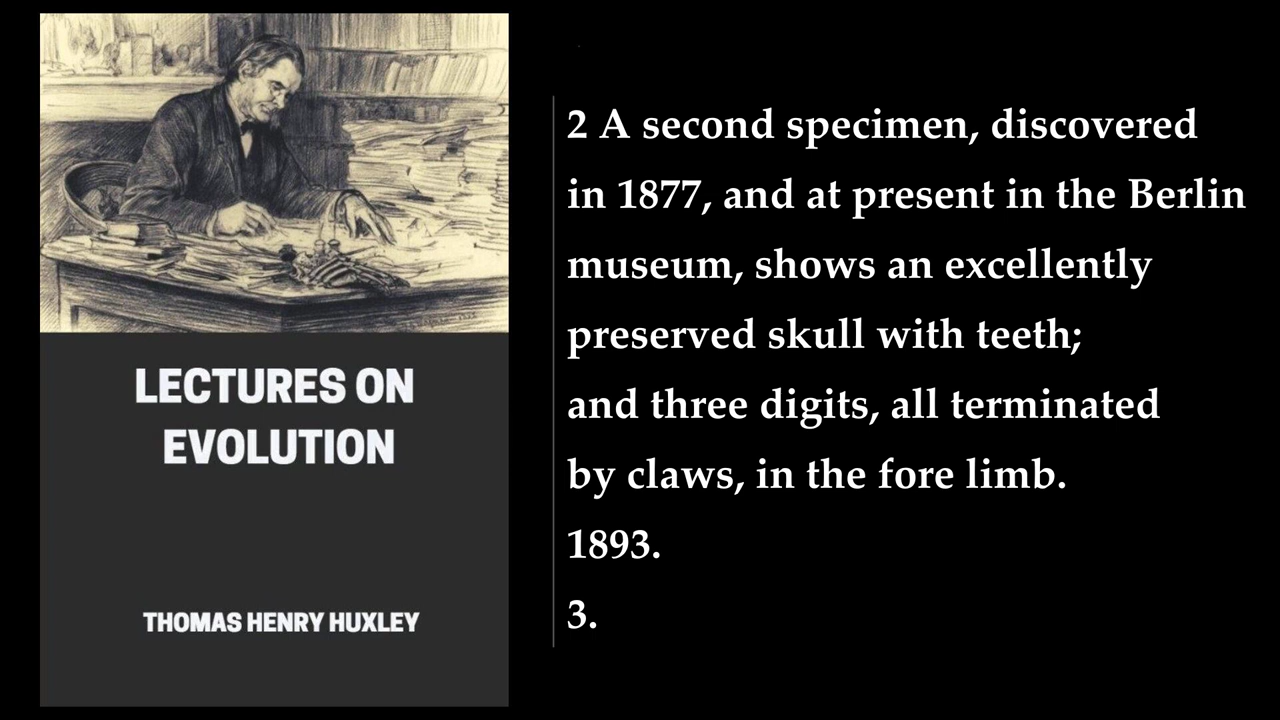 LECTURES ON
EVOLUTION
THOMAS HENRY HUXLEY
2 A second specimen, discovered
in 1877, and at present in the Berlin
museum, shows an excellently
preserved skull with teeth;
and three digits, all terminated
by claws, in the fore limb.
1893.
3.